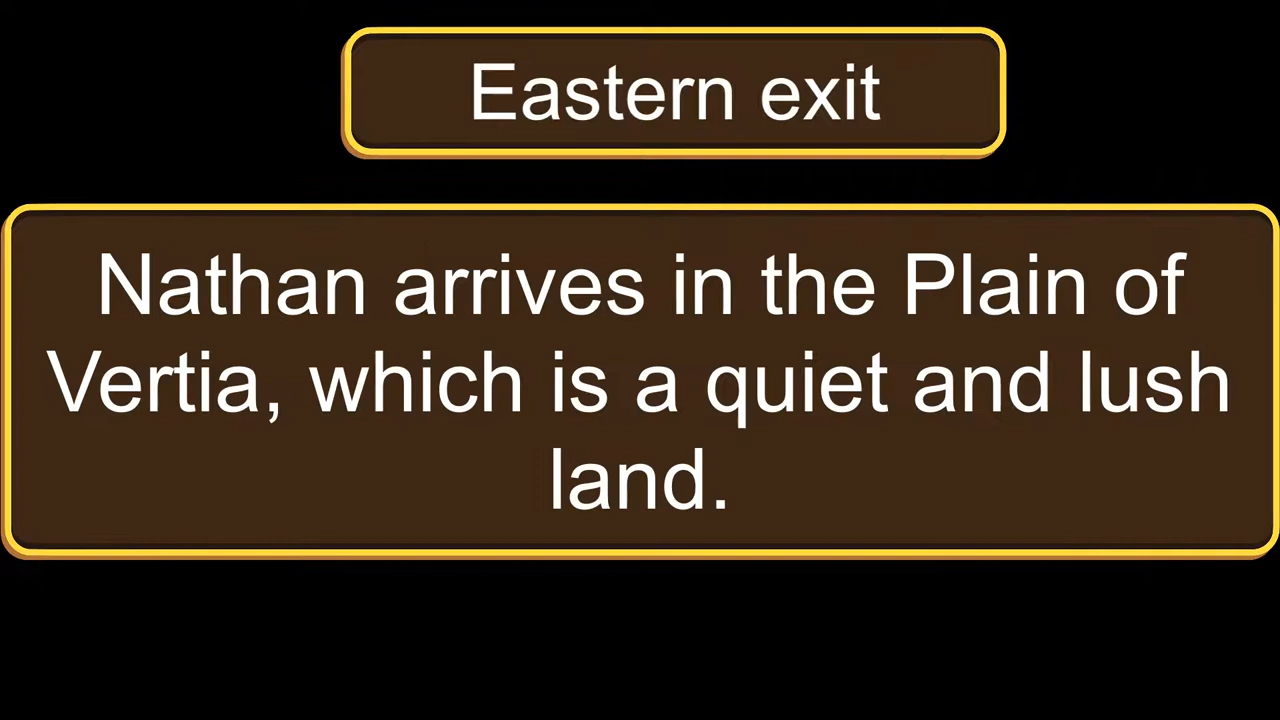 Eastern exit
Nathan arrives in the Plain of
Vertia, which is a quiet and lush
land.